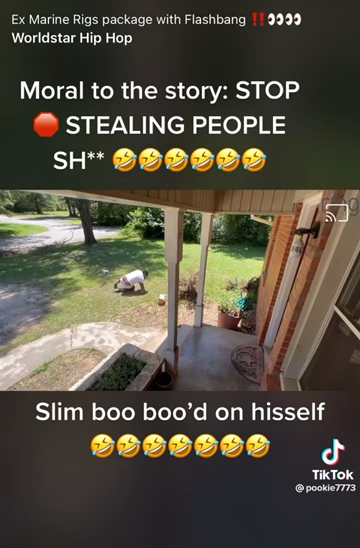 Ex Marine Rigs package with Flashbang ‼️👀👀
Worldstar Hip Hop
Moral to the story: STOP
🛑 STEALING PEOPLE
SH** 🤣🤣🤣🤣🤣🤣
Slim boo boo’d on hisself
🤣🤣🤣🤣🤣🤣🤣
TikTok
@ pookie7773